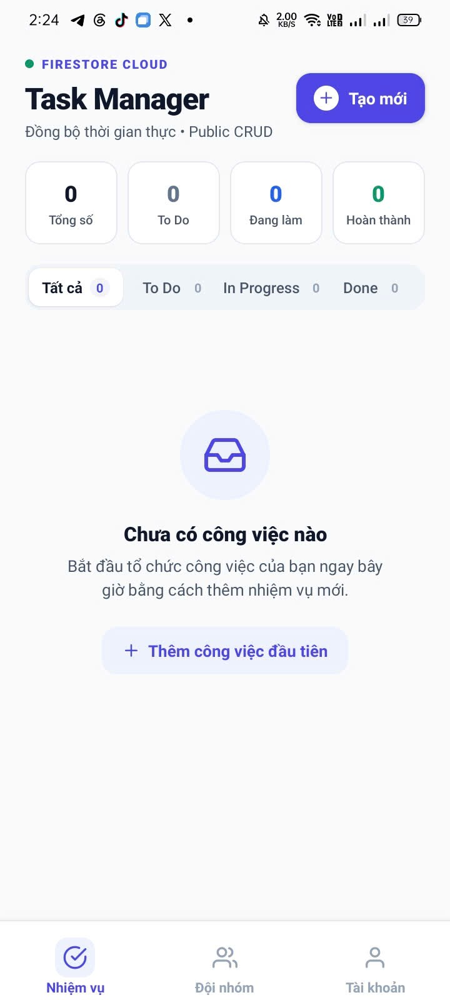 2:24
2.00
KB/S
Vo D
LTE 2
39
FIRESTORE CLOUD
Task Manager
Tạo mới
Đồng bộ thời gian thực • Public CRUD
0
0
0
0
Tổng số
To Do
Đang làm
Hoàn thành
Tất cả 0
To Do 0
In Progress 0
Done 0
Chưa có công việc nào
Bắt đầu tổ chức công việc của bạn ngay bây
giờ bằng cách thêm nhiệm vụ mới.
+ Thêm công việc đầu tiên
Nhiệm vụ
Đội nhóm
Tài khoản